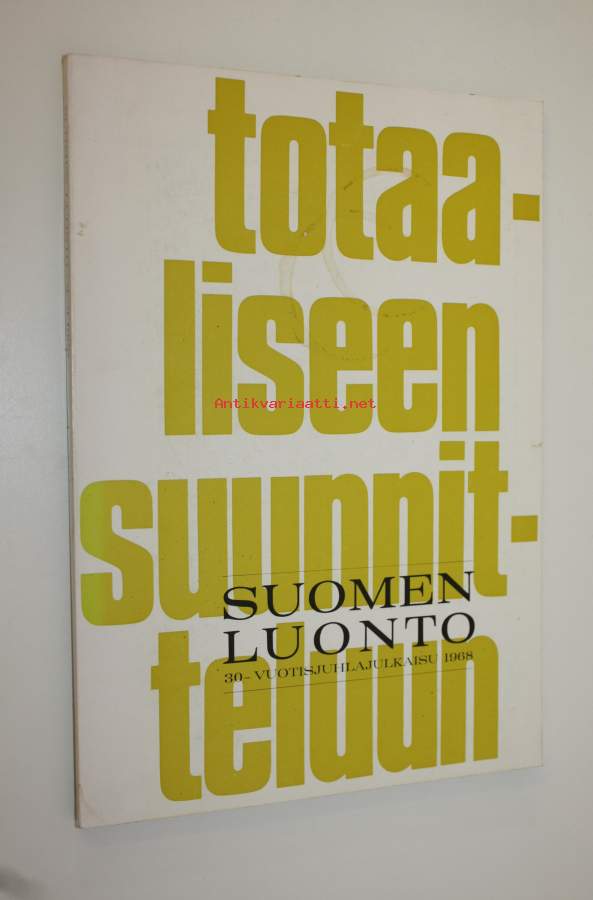 totaa-
liseen
Antikvariaatti.net
suunnit-
SUOMEN
LUONTO
30-VUOTISJUHLAJULKAISU 1968
teluun